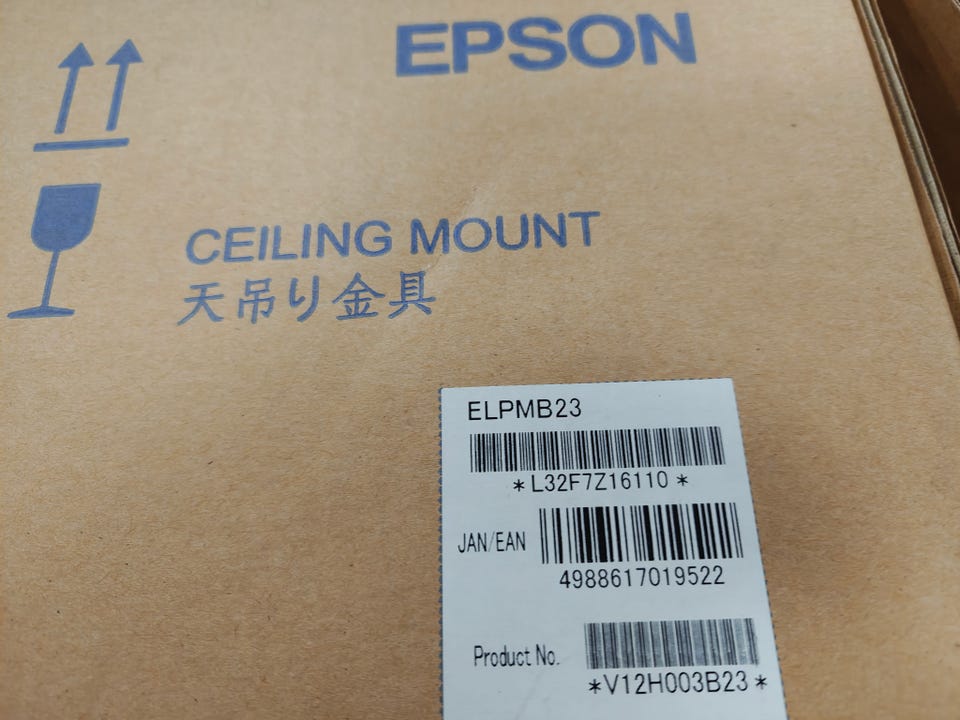 EPSON
CEILING MOUNT
天吊り金具
ELPMB23
*L32F7Z16110*
JAN/EAN
4988617019522
Product No.
*V12H003B23*